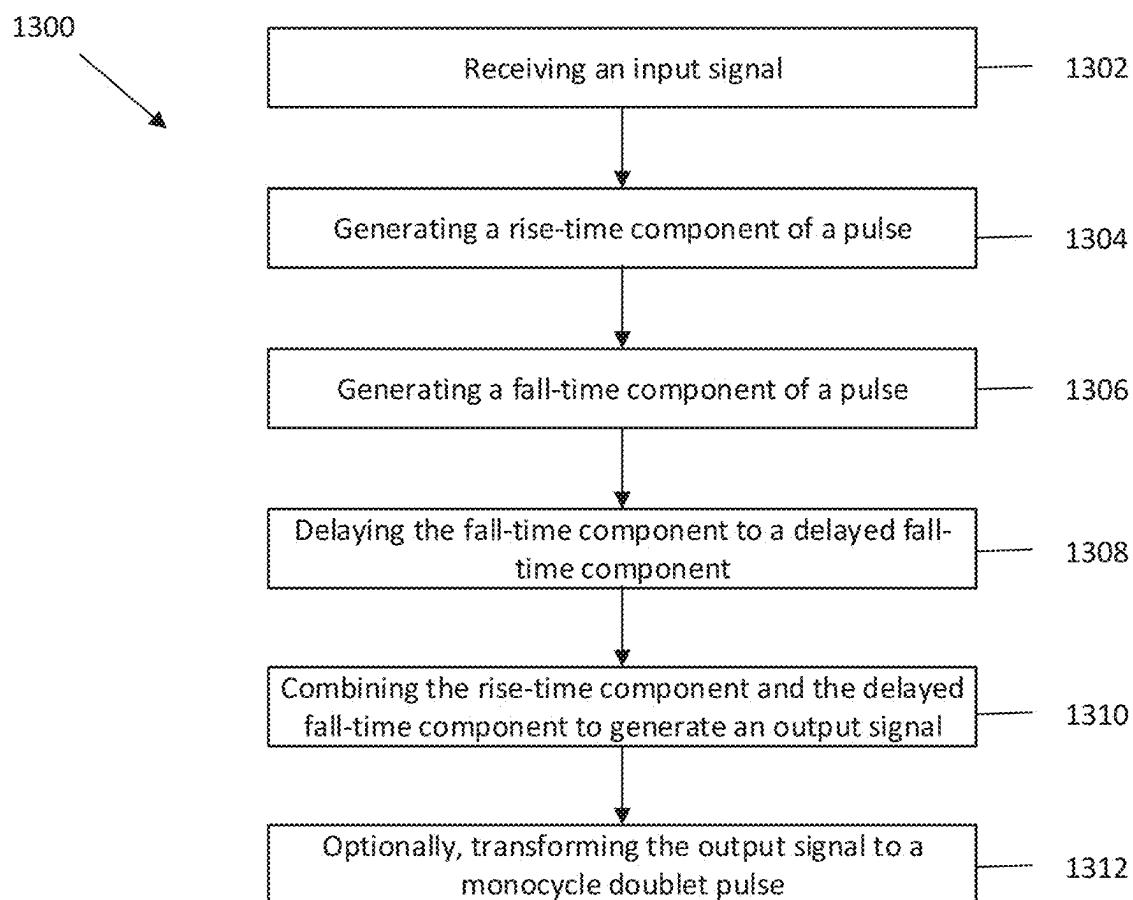 1300
Receiving an input signal
1302
Generating a rise-time component of a pulse
1304
Generating a fall-time component of a pulse
1306
Delaying the fall-time component to a delayed fall-
time component
1308
Combining the rise-time component and the delayed
fall-time component to generate an output signal
1310
Optionally, transforming the output signal to a
monocycle doublet pulse
1312